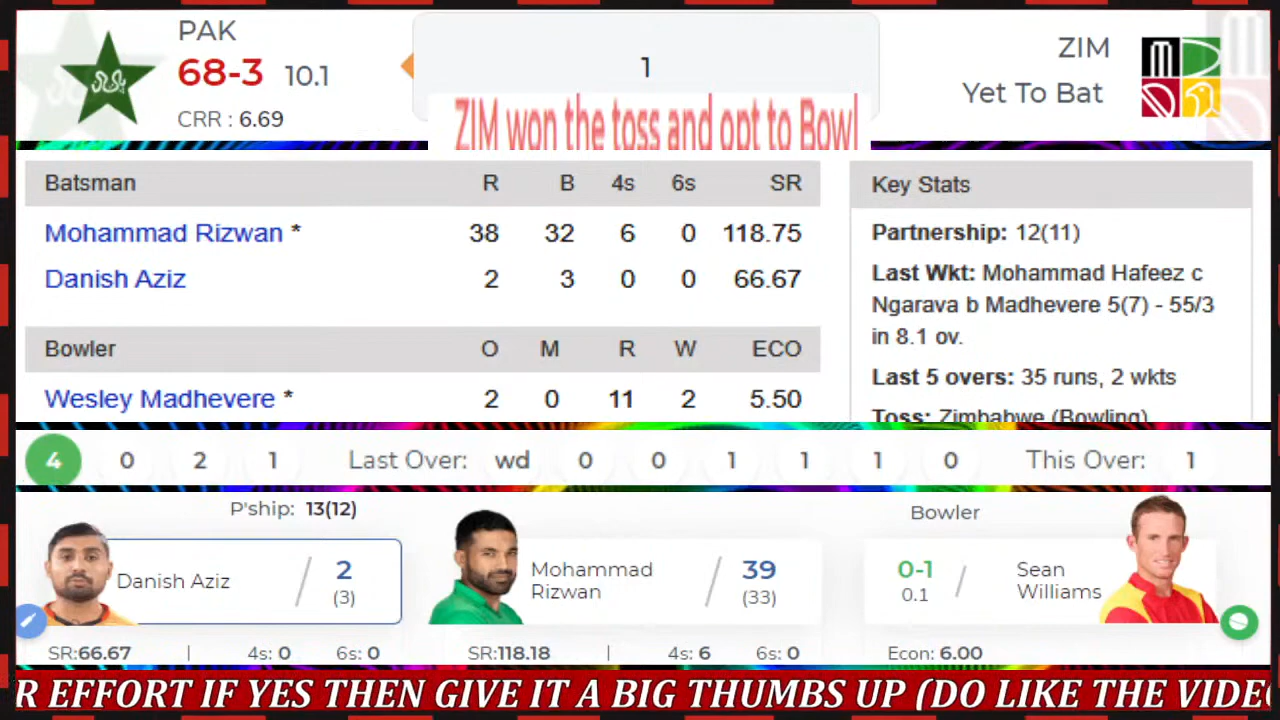 PAK
68-3 10.1
CRR : 6.69
1
ZIM won the toss and opt to Bowl
ZIM
Yet To Bat
Batsman R B 4s 6s SR
Mohammad Rizwan * 38 32 6 0 118.75
Danish Aziz 2 3 0 0 66.67
Bowler O M R W ECO
Wesley Madhevere * 2 0 11 2 5.50
Key Stats
Partnership: 12(11)
Last Wkt: Mohammad Hafeez c
Ngarava b Madhevere 5(7) - 55/3
in 8.1 ov.
Last 5 overs: 35 runs, 2 wkts
Toss: Zimbabwe (Bowling)
4 0 2 1 Last Over: wd 0 0 1 1 1 0 This Over: 1
P'ship: 13(12)
Danish Aziz / 2
(3)
SR:66.67 | 4s: 0 6s: 0
Mohammad
Rizwan / 39
(33)
SR:118.18 | 4s: 6 6s: 0
Bowler
0-1 / Sean
0.1 Williams
Econ: 6.00
R EFFORT IF YES THEN GIVE IT A BIG THUMBS UP (DO LIKE THE VIDEO